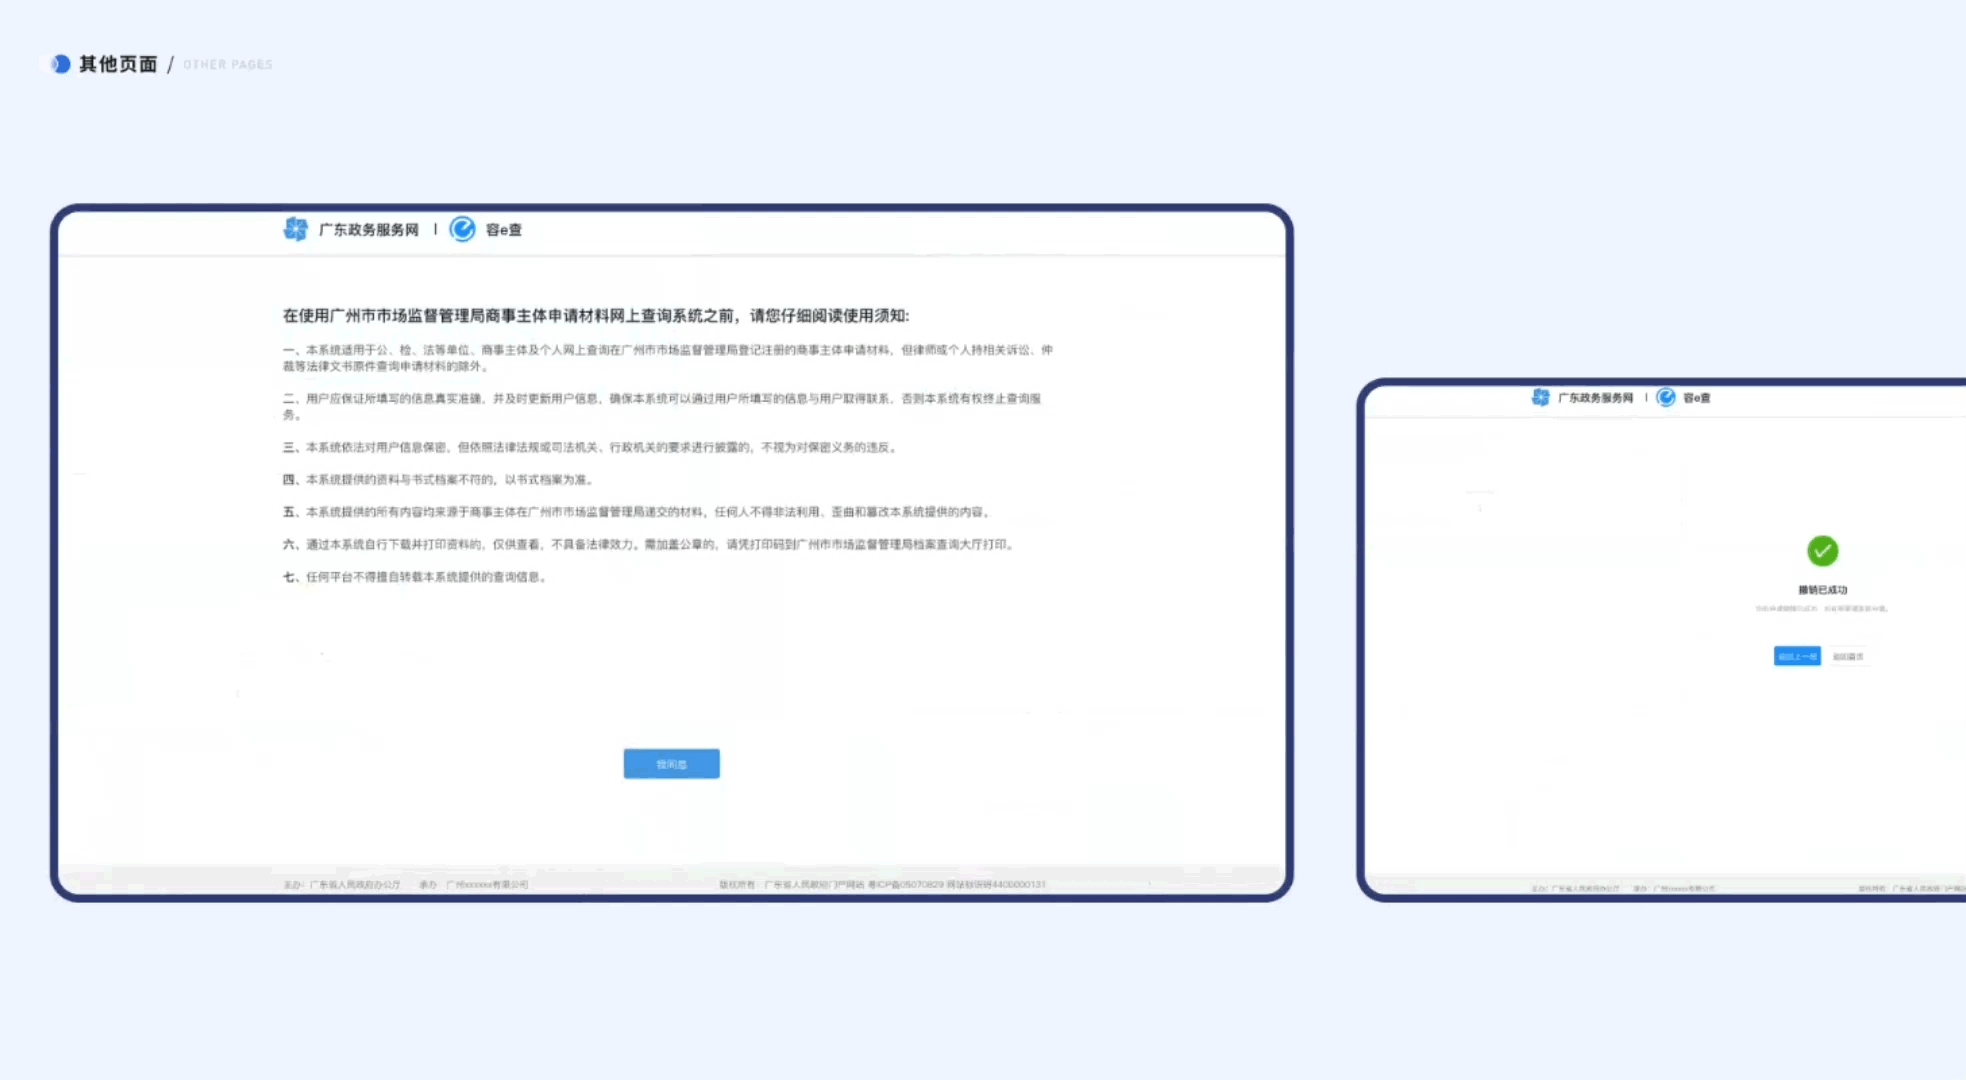 其他页面 / OTHER PAGES
广东政务服务网 | 容e查
在使用广州市市场监督管理局商事主体申请材料网上查询系统之前，请您仔细阅读使用须知:
一、本系统适用于公、检、法等单位、商事主体及个人网上查询在广州市市场监督管理局登记注册的商事主体申请材料，但律师或个人持相关诉讼、仲
裁等法律文书原件查询申请材料的除外。
二、用户应保证所填写的信息真实准确，并及时更新用户信息，确保本系统可以通过用户所填写的信息与用户取得联系，否则本系统有权终止查询服
务。
三、本系统依法对用户信息保密，但依照法律法规或司法机关、行政机关的要求进行披露的，不视为对保密义务的违反。
四、本系统提供的资料与书式档案不符的，以书式档案为准。
五、本系统提供的所有内容均来源于商事主体在广州市市场监督管理局递交的材料，任何人不得非法利用、歪曲和篡改本系统提供的内容。
六、通过本系统自行下载并打印资料的，仅供查看，不具备法律效力。需加盖公章的，请凭打印码到广州市市场监督管理局档案查询大厅打印。
七、任何平台不得擅自转载本系统提供的查询信息。
我同意
主办：广东省人民政府办公厅 承办：广州xxxxxx有限公司
版权所有：广东省人民政府门户网站 粤ICP备05070829 网站标识码4400000131
广东政务服务网 | 容e查
撤销已成功
返回上一级 返回首页
主办：广东省人民政府办公厅 承办：广州xxxxxx有限公司
版权所有：广东省人民政府门户网站